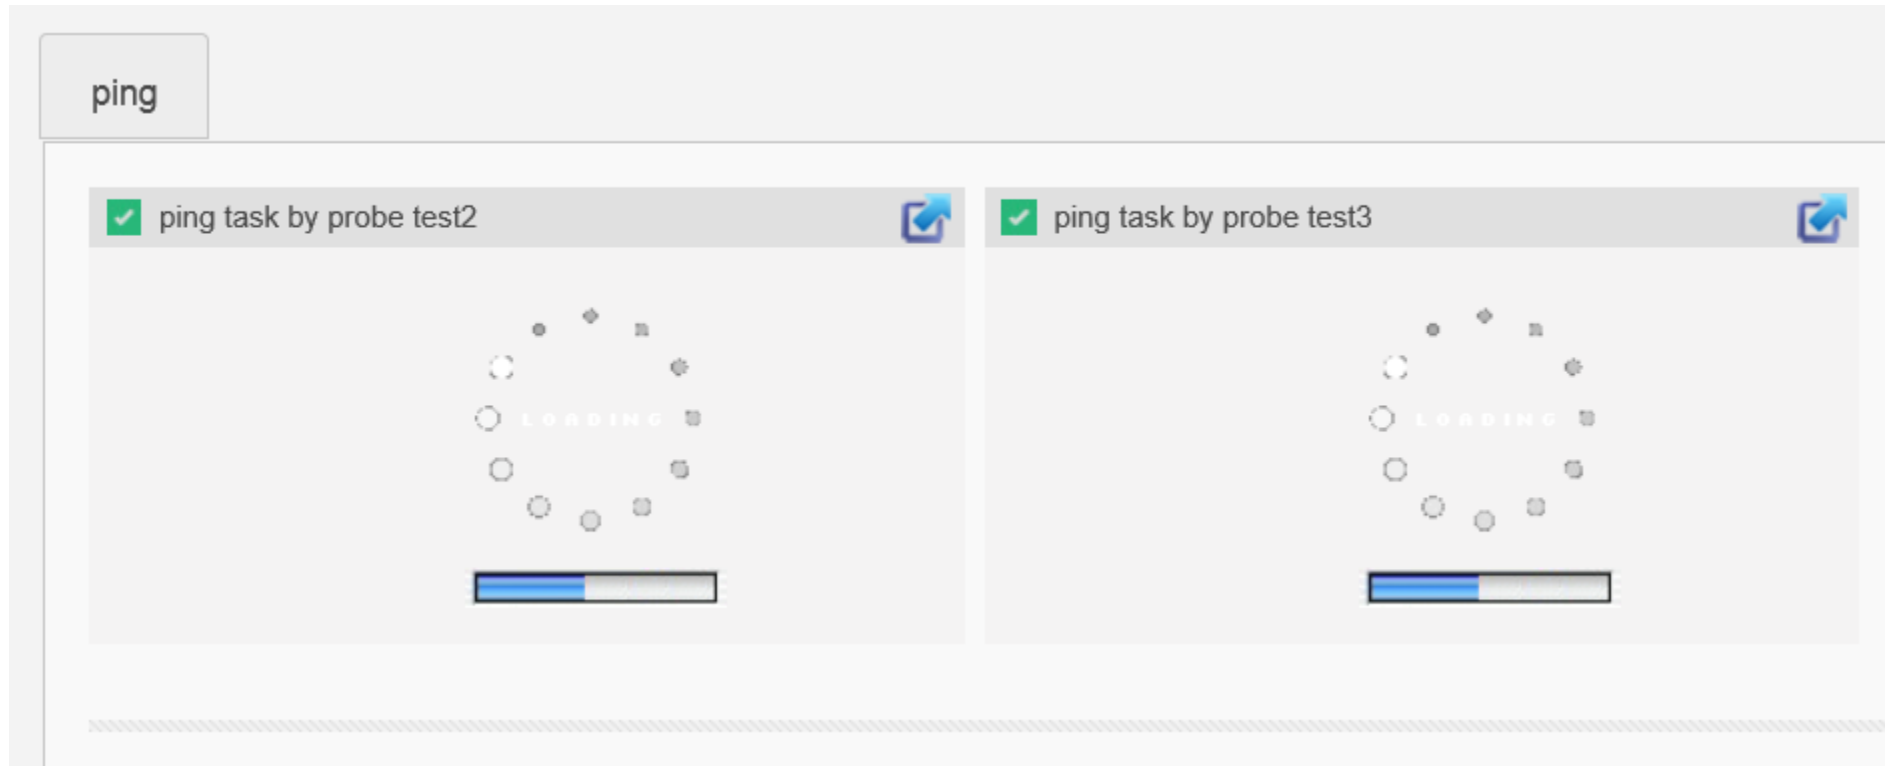 ping
ping task by probe test2
ping task by probe test3
LOADING
LOADING